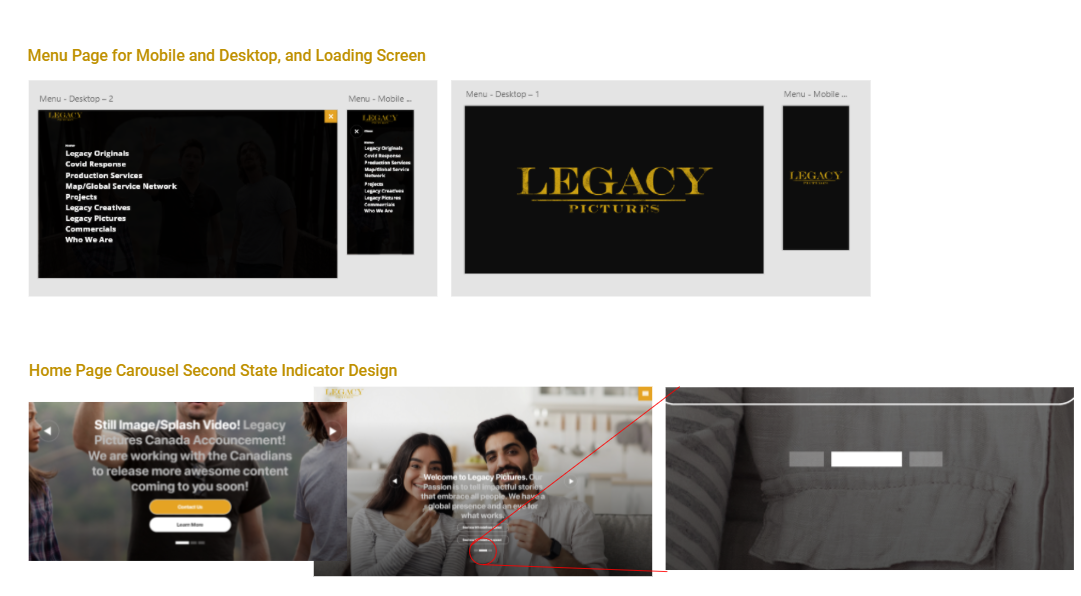 Menu Page for Mobile and Desktop, and Loading Screen
Menu - Desktop – 2
Menu - Mobile ...
Menu - Desktop – 1
Menu - Mobile ...
LEGACY
×
Legacy Originals
Covid Response
Production Services
Map/Global Service Network
Projects
Legacy Creatives
Legacy Pictures
Commercials
Who We Are
LEGACY
×
Legacy Originals
Covid Response
Production Services
Map/Global Service
Network
Projects
Legacy Creatives
Legacy Pictures
Commercials
Who We Are
LEGACY
PICTURES
LEGACY
PICTURES
Home Page Carousel Second State Indicator Design
Still Image/Splash Video! Legacy
Pictures Canada Accouncement!
We are working with the Canadians
to release more awesome content
coming to you soon!
Contact Us
Learn More
LEGACY
Welcome to Legacy Pictures. Our
Passion is to tell impactful stories
that embrace all people. We have a
global presence and an eye for
what works.